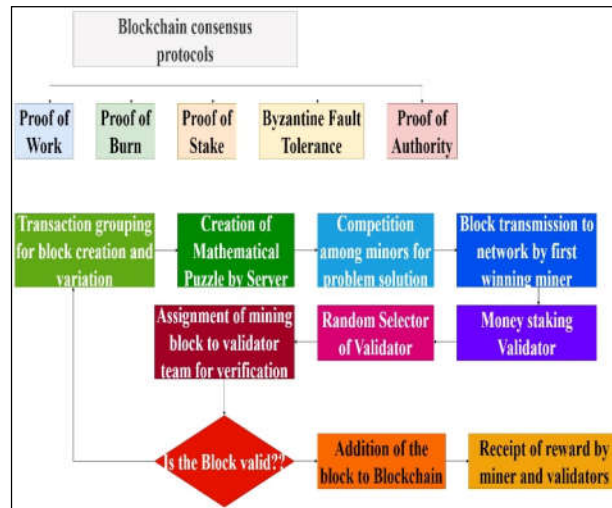 Blockchain consensus
protocols
Proof of
Work
Proof of
Burn
Proof of
Stake
Byzantine Fault
Tolerance
Proof of
Authority
Transaction grouping
for block creation and
variation
Creation of
Mathematical
Puzzle by Server
Competition
among minors for
problem solution
Block transmission to
network by first
winning miner
Assignment of mining
block to validator
team for verification
Random Selector
of Validator
Money staking
Validator
Is the Block valid??
Addition of the
block to Blockchain
Receipt of reward by
miner and validators